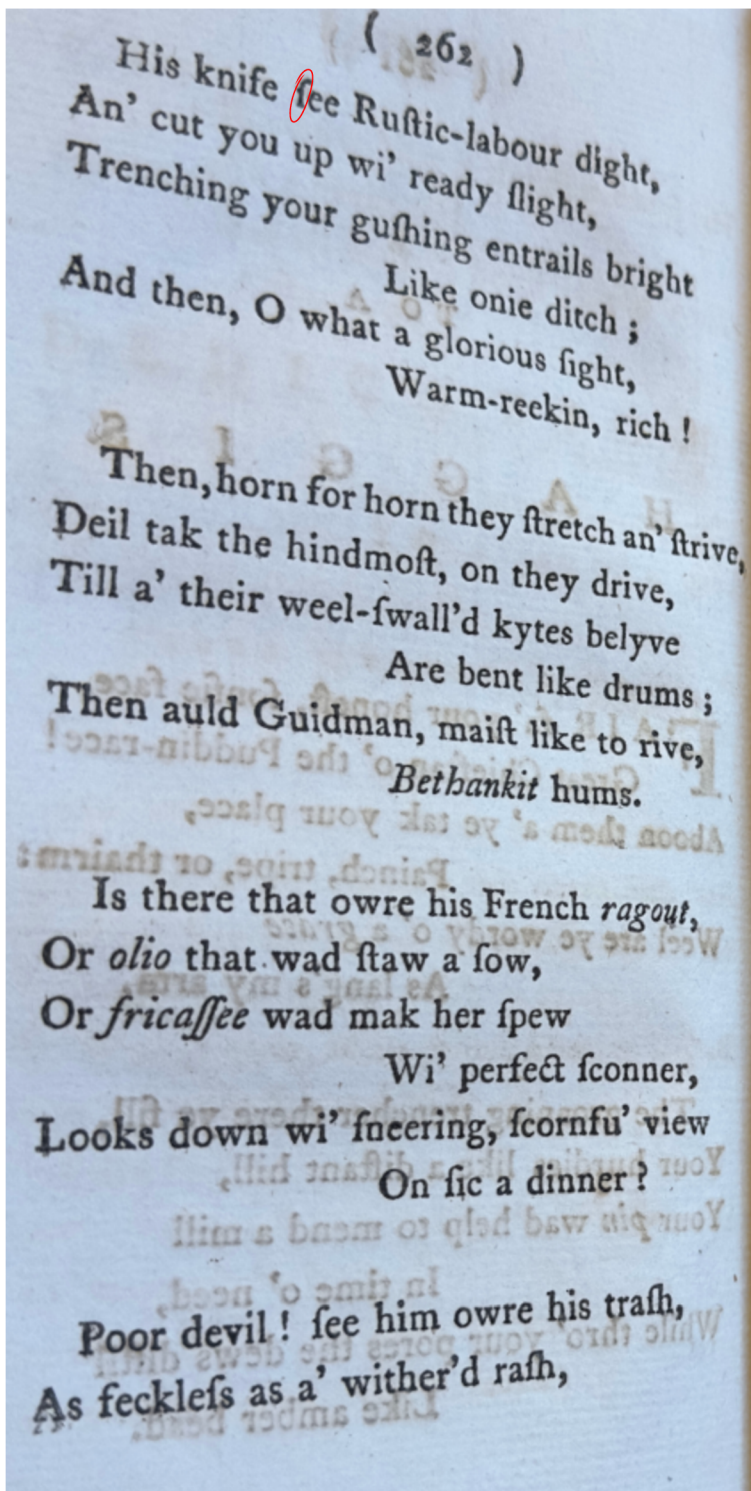 ( 262 )
His knife ſee Ruſtic-labour dight,
An' cut you up wi' ready ſlight,
Trenching your guſhing entrails bright
Like onie ditch ;
And then, O what a glorious ſight,
Warm-reekin, rich !
Then, horn for horn they ſtretch an' ſtrive,
Deil tak the hindmoſt, on they drive,
Till a' their weel-ſwall'd kytes belyve
Are bent like drums ;
Then auld Guidman, maiſt like to rive,
Bethankit hums.
Is there that owre his French ragout,
Or olio that wad ſtaw a ſow,
Or fricaſſee wad mak her ſpew
Wi' perfect ſconner,
Looks down wi' ſneering, ſcornfu' view
On ſic a dinner ?
Poor devil ! ſee him owre his traſh,
As feckleſs as a' wither'd raſh,